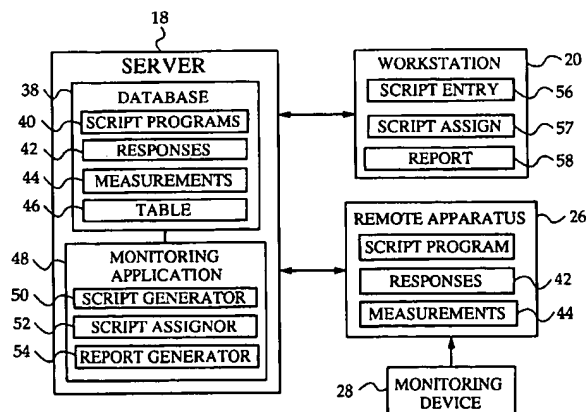 18
SERVER
38
DATABASE
40
SCRIPT PROGRAMS
42
RESPONSES
44
MEASUREMENTS
46
TABLE
48
MONITORING
APPLICATION
50
SCRIPT GENERATOR
52
SCRIPT ASSIGNOR
54
REPORT GENERATOR
WORKSTATION
20
SCRIPT ENTRY
56
SCRIPT ASSIGN
57
REPORT
58
REMOTE APPARATUS
26
SCRIPT PROGRAM
RESPONSES
42
MEASUREMENTS
44
28
MONITORING
DEVICE